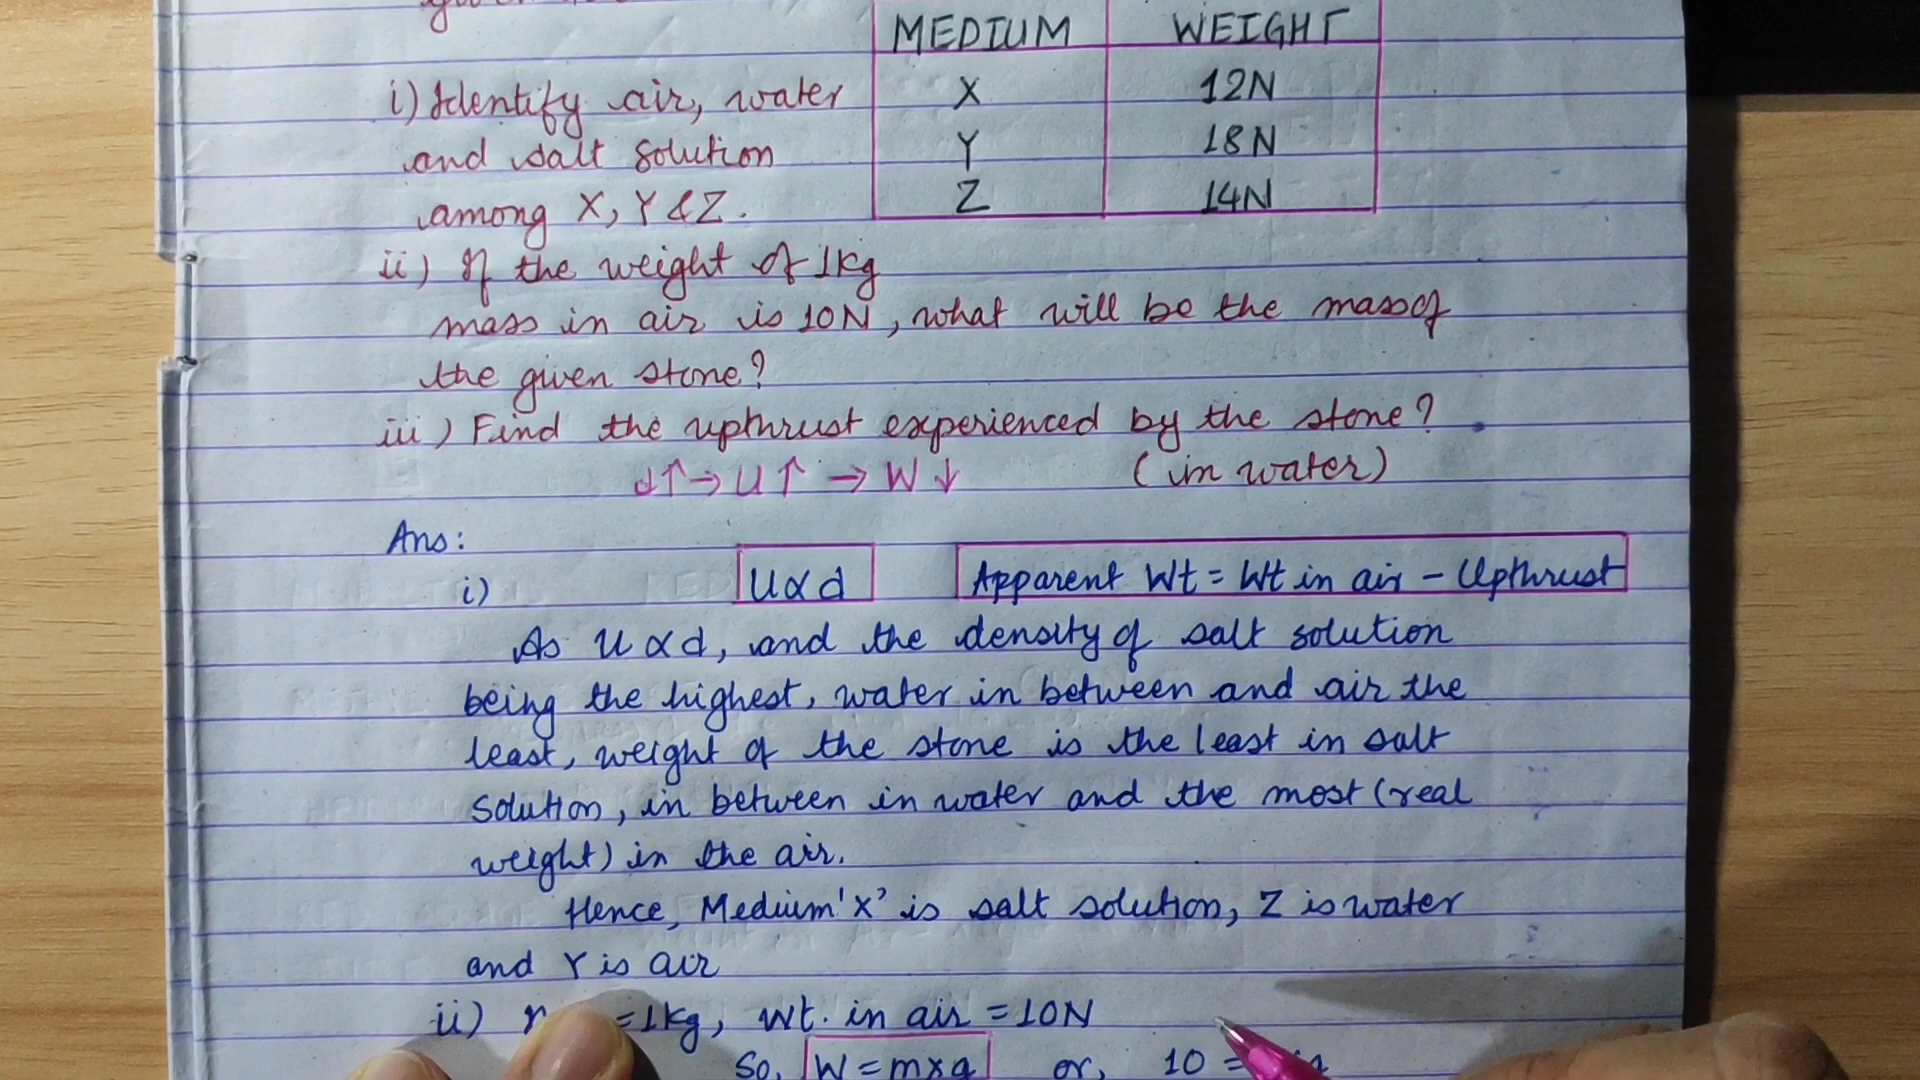 MEDIUM WEIGHT
i) Identify air, water X 12N
and salt solution Y 18N
among X, Y & Z. Z 14N
ii) If the weight of 1kg
mass in air is 10N, what will be the mass of
the given stone?
iii) Find the upthrust experienced by the stone?
d↑→U↑ → W↓ (in water)
Ans:
i) U∝d Apparent Wt = Wt in air - Upthrust
As U∝d, and the density of salt solution
being the highest, water in between and air the
least, weight of the stone is the least in salt
solution, in between in water and the most (real
weight) in the air.
Hence, Medium 'X' is salt solution, Z is water
and Y is air
ii) =1kg, Wt. in air = 10N
So, W = m×g or, 10 =